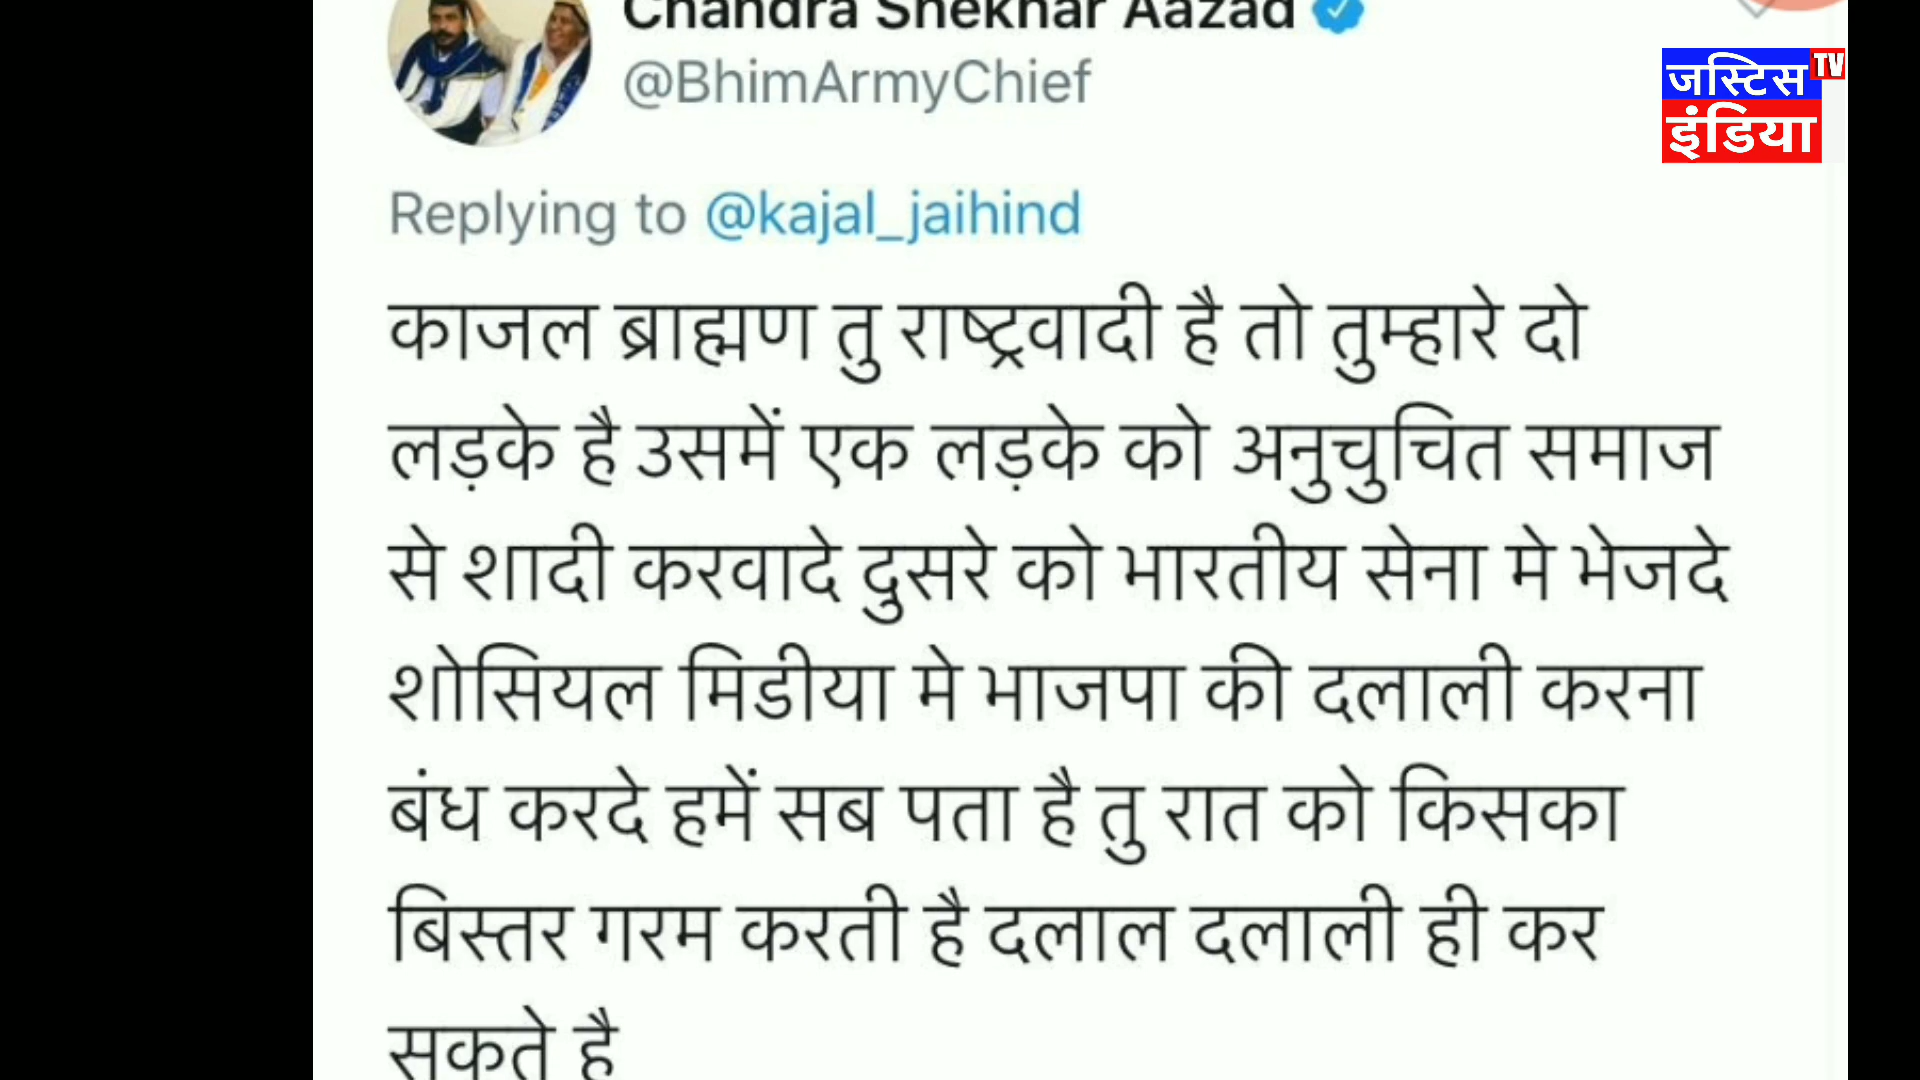 Chandra Shekhar Aazad
@BhimArmyChief
जस्टिस TV
इंडिया
Replying to @kajal_jaihind
काजल ब्राह्मण तु राष्ट्रवादी है तो तुम्हारे दो
लड़के है उसमें एक लड़के को अनुचुचित समाज
से शादी करवादे दुसरे को भारतीय सेना मे भेजदे
शोसियल मिडीया मे भाजपा की दलाली करना
बंध करदे हमें सब पता है तु रात को किसका
बिस्तर गरम करती है दलाल दलाली ही कर
सकते है